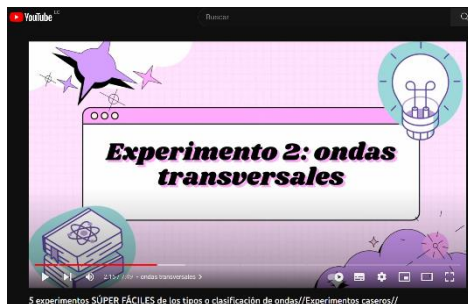 YouTube EC
Buscar
Experimento 2: ondas
transversales
ondas transversales
5 experimentos SÚPER FÁCILES de los tipos o clasificación de ondas//Experimentos caseros//